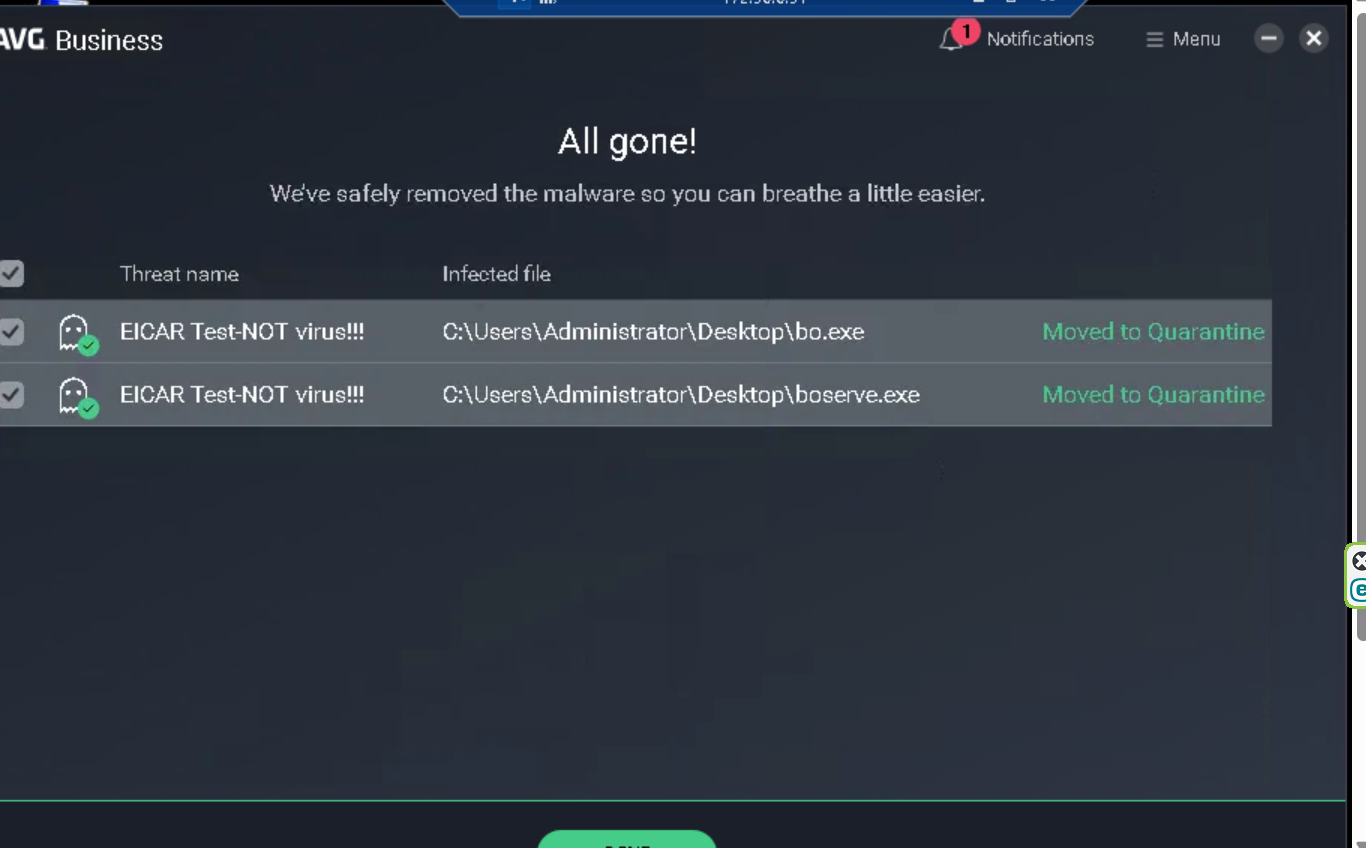 AVG Business
1 Notifications
Menu
All gone!
We've safely removed the malware so you can breathe a little easier.
Threat name Infected file
EICAR Test-NOT virus!!! C:\Users\Administrator\Desktop\bo.exe Moved to Quarantine
EICAR Test-NOT virus!!! C:\Users\Administrator\Desktop\boserve.exe Moved to Quarantine